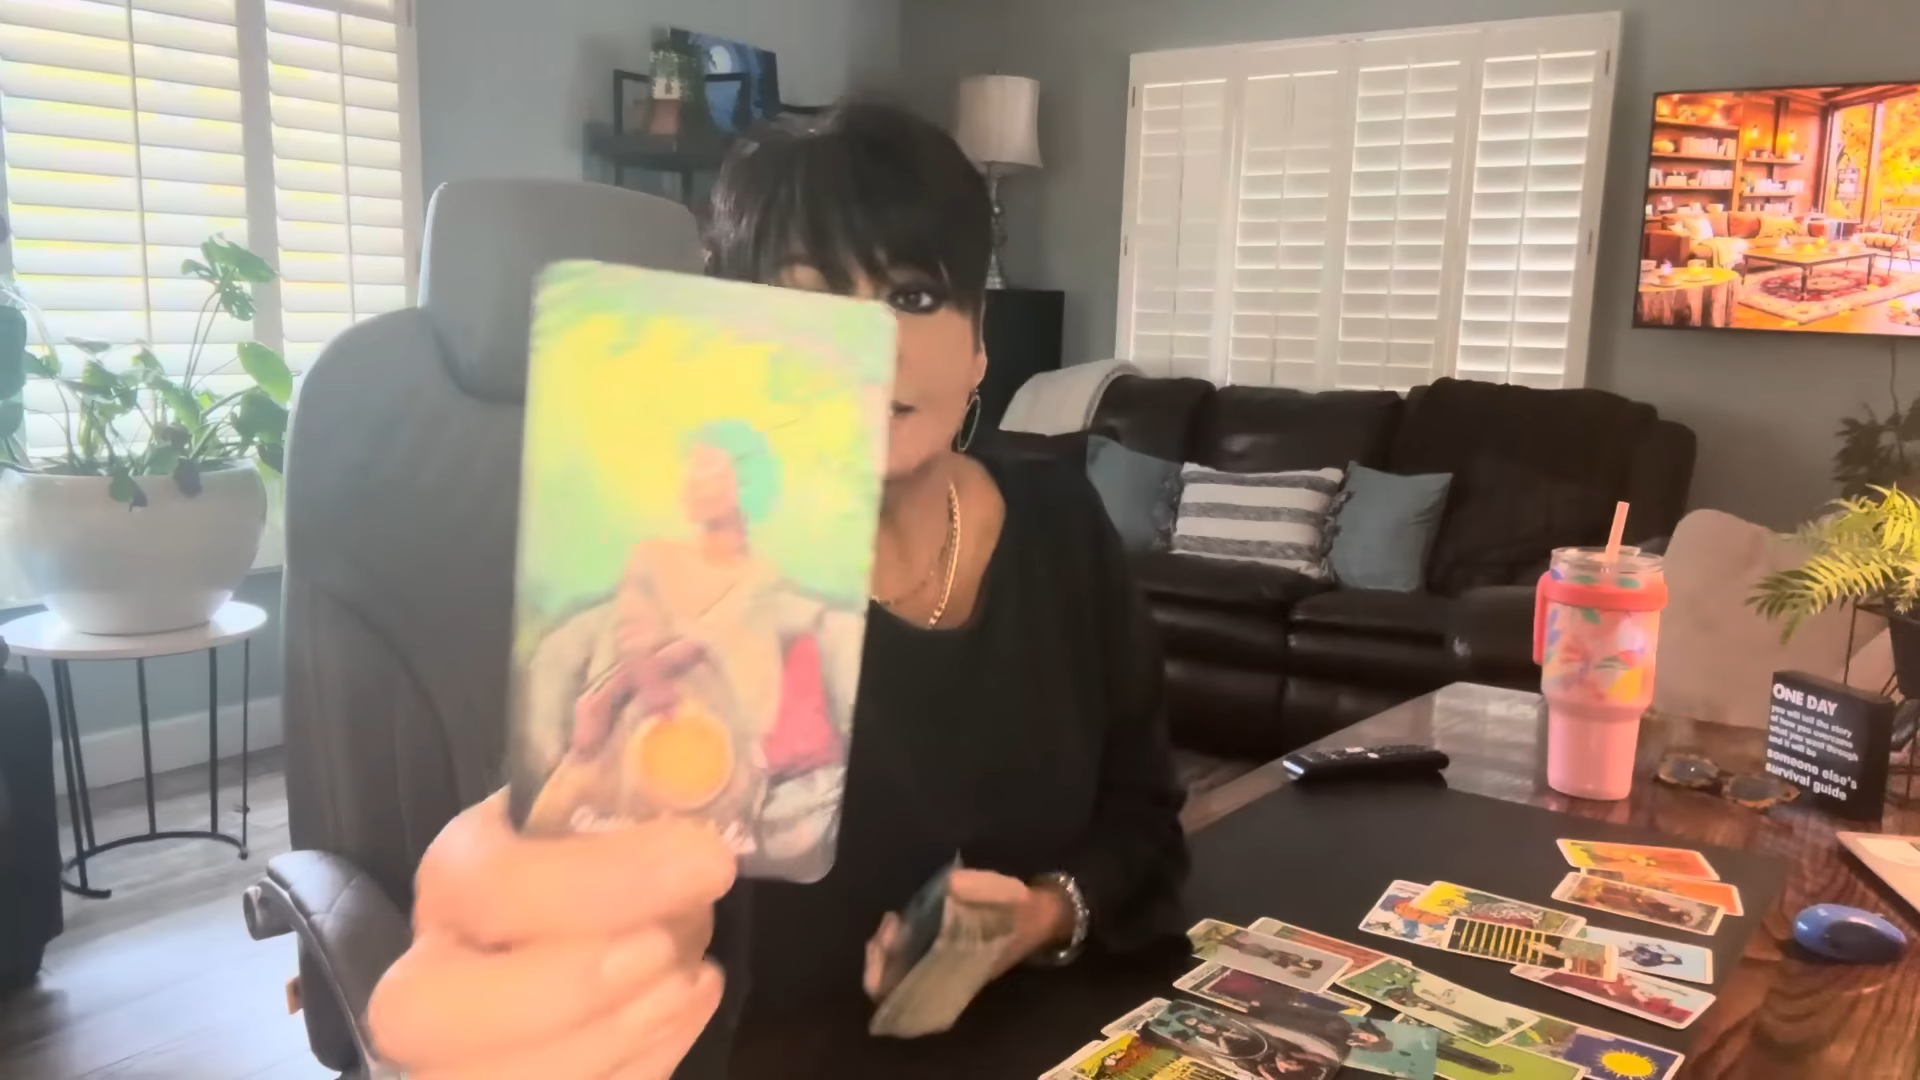 ONE DAY
you will tell the story
of how you overcame
what you went through
and it will be
someone else's
survival guide